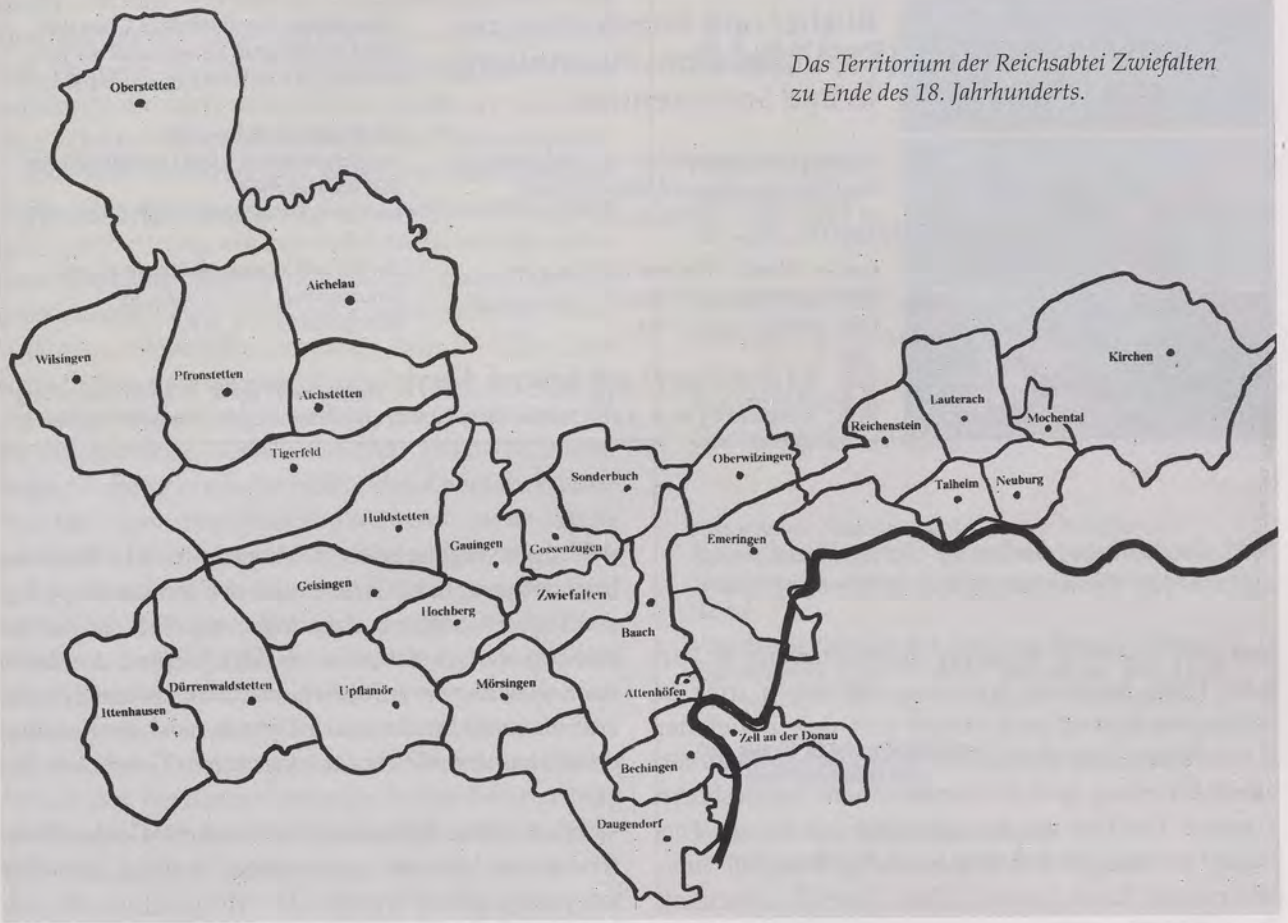 Das Territorium der Reichsabtei Zwiefalten
zu Ende des 18. Jahrhunderts.
Oberstetten
Aichelau
Wilsingen
Pfronstetten
Aichstetten
Tigerfeld
Huldstetten
Gauingen
Sonderbuch
Gossenzugen
Oberwilzingen
Reichenstein
Lauterach
Mochental
Kirchen
Talheim
Neuburg
Emeringen
Geisingen
Hochberg
Zwiefalten
Baach
Ittenhausen
Dürrenwaldstetten
Upflamör
Mörsingen
Attenhöfen
Zell an der Donau
Bechingen
Daugendorf